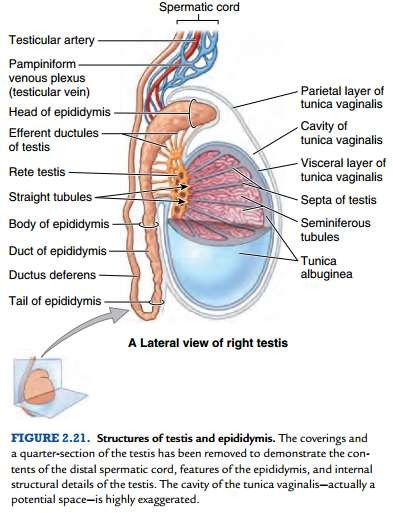 Spermatic cord
Testicular artery
Pampiniform
venous plexus
(testicular vein)
Head of epididymis
Efferent ductules
of testis
Rete testis
Straight tubules
Body of epididymis
Duct of epididymis
Ductus deferens
Tail of epididymis
Parietal layer of
tunica vaginalis
Cavity of
tunica vaginalis
Visceral layer of
tunica vaginalis
Septa of testis
Seminiferous
tubules
Tunica
albuginea
A Lateral view of right testis
FIGURE 2.21. Structures of testis and epididymis. The coverings and
a quarter-section of the testis has been removed to demonstrate the con-
tents of the distal spermatic cord, features of the epididymis, and internal
structural details of the testis. The cavity of the tunica vaginalis—actually a
potential space—is highly exaggerated.